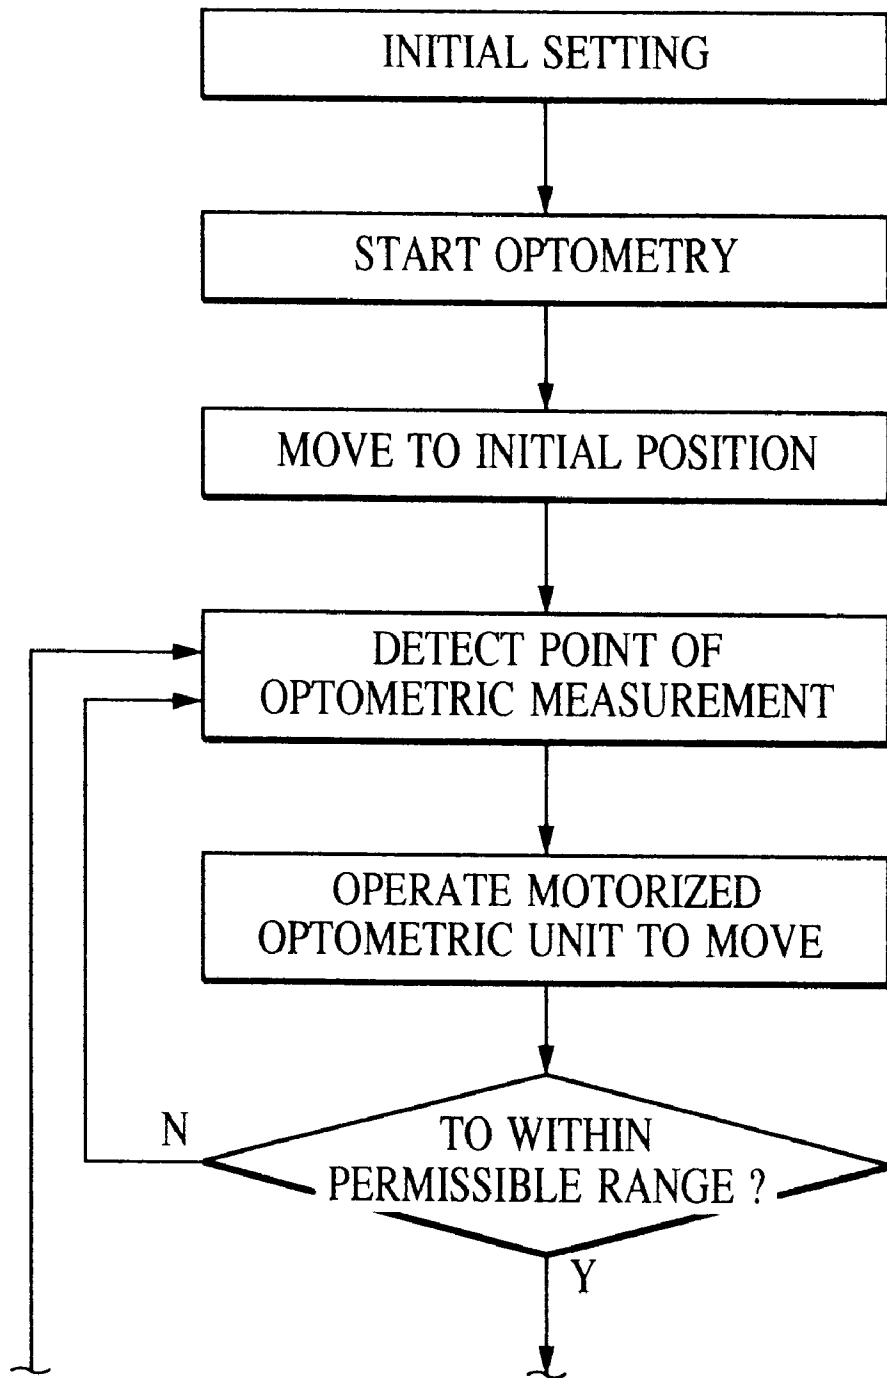 INITIAL SETTING
START OPTOMETRY
MOVE TO INITIAL POSITION
DETECT POINT OF
OPTOMETRIC MEASUREMENT
OPERATE MOTORIZED
OPTOMETRIC UNIT TO MOVE
N
TO WITHIN
PERMISSIBLE RANGE ?
Y